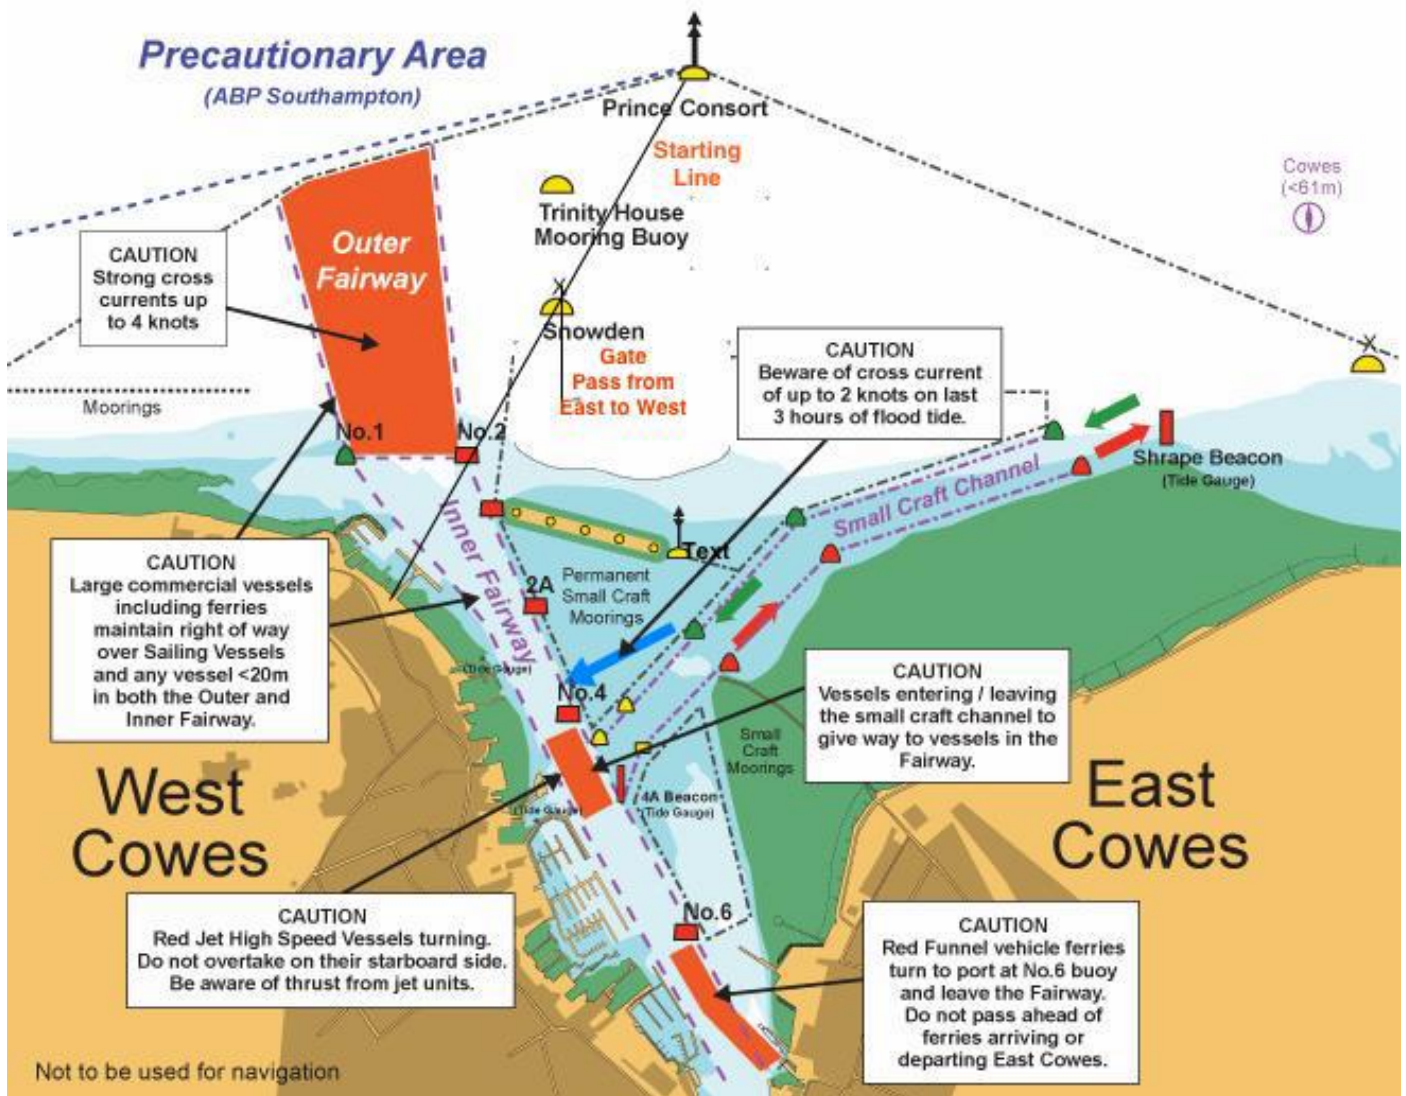 Precautionary Area
(ABP Southampton)
Prince Consort
Starting
Line
Cowes
(<61m)
Trinity House
Mooring Buoy
Outer
Fairway
CAUTION
Strong cross
currents up
to 4 knots
X
Snowden
Gate
Pass from
East to West
CAUTION
Beware of cross current
of up to 2 knots on last
3 hours of flood tide.
X
Moorings
No.1
No.2
Shrape Beacon
(Tide Gauge)
Small Craft Channel
Inner Fairway
Text
CAUTION
Large commercial vessels
including ferries
maintain right of way
over Sailing Vessels
and any vessel <20m
in both the Outer and
Inner Fairway.
2A
Permanent
Small Craft
Moorings
(Tide Gauge)
No.4
CAUTION
Vessels entering / leaving
the small craft channel to
give way to vessels in the
Fairway.
Small
Craft
Moorings
West
Cowes
East
Cowes
4A Beacon
(Tide Gauge)
(Tide Gauge)
CAUTION
Red Jet High Speed Vessels turning.
Do not overtake on their starboard side.
Be aware of thrust from jet units.
No.6
CAUTION
Red Funnel vehicle ferries
turn to port at No.6 buoy
and leave the Fairway.
Do not pass ahead of
ferries arriving or
departing East Cowes.
Not to be used for navigation